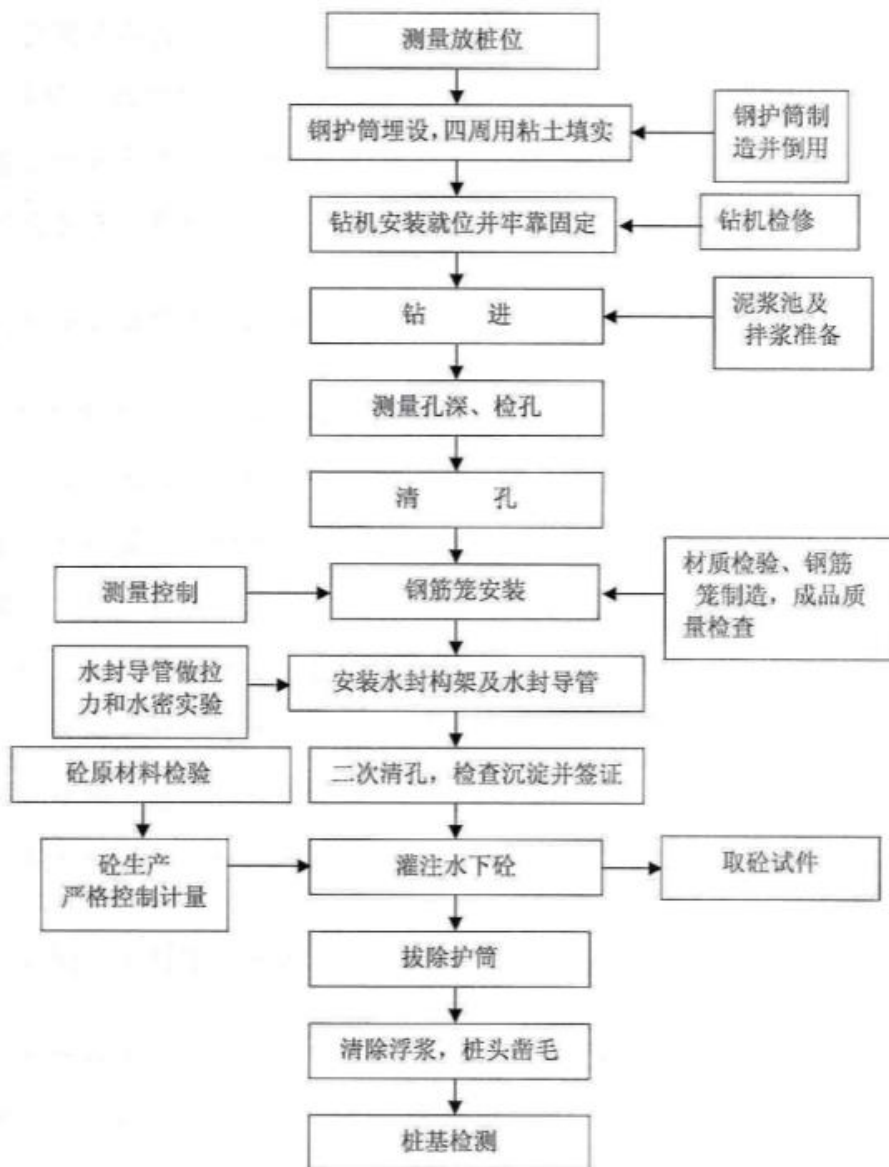 测量放桩位
钢护筒埋设，四周用粘土填实
钢护筒制
造并倒用
钻机安装就位并牢靠固定
钻机检修
钻 进
泥浆池及
拌浆准备
测量孔深、检孔
清 孔
测量控制
钢筋笼安装
材质检验、钢筋
笼制造，成品质
量检查
水封导管做拉
力和水密实验
安装水封构架及水封导管
砼原材料检验
二次清孔，检查沉淀并签证
砼生产
严格控制计量
灌注水下砼
取砼试件
拔除护筒
清除浮浆，桩头凿毛
桩基检测